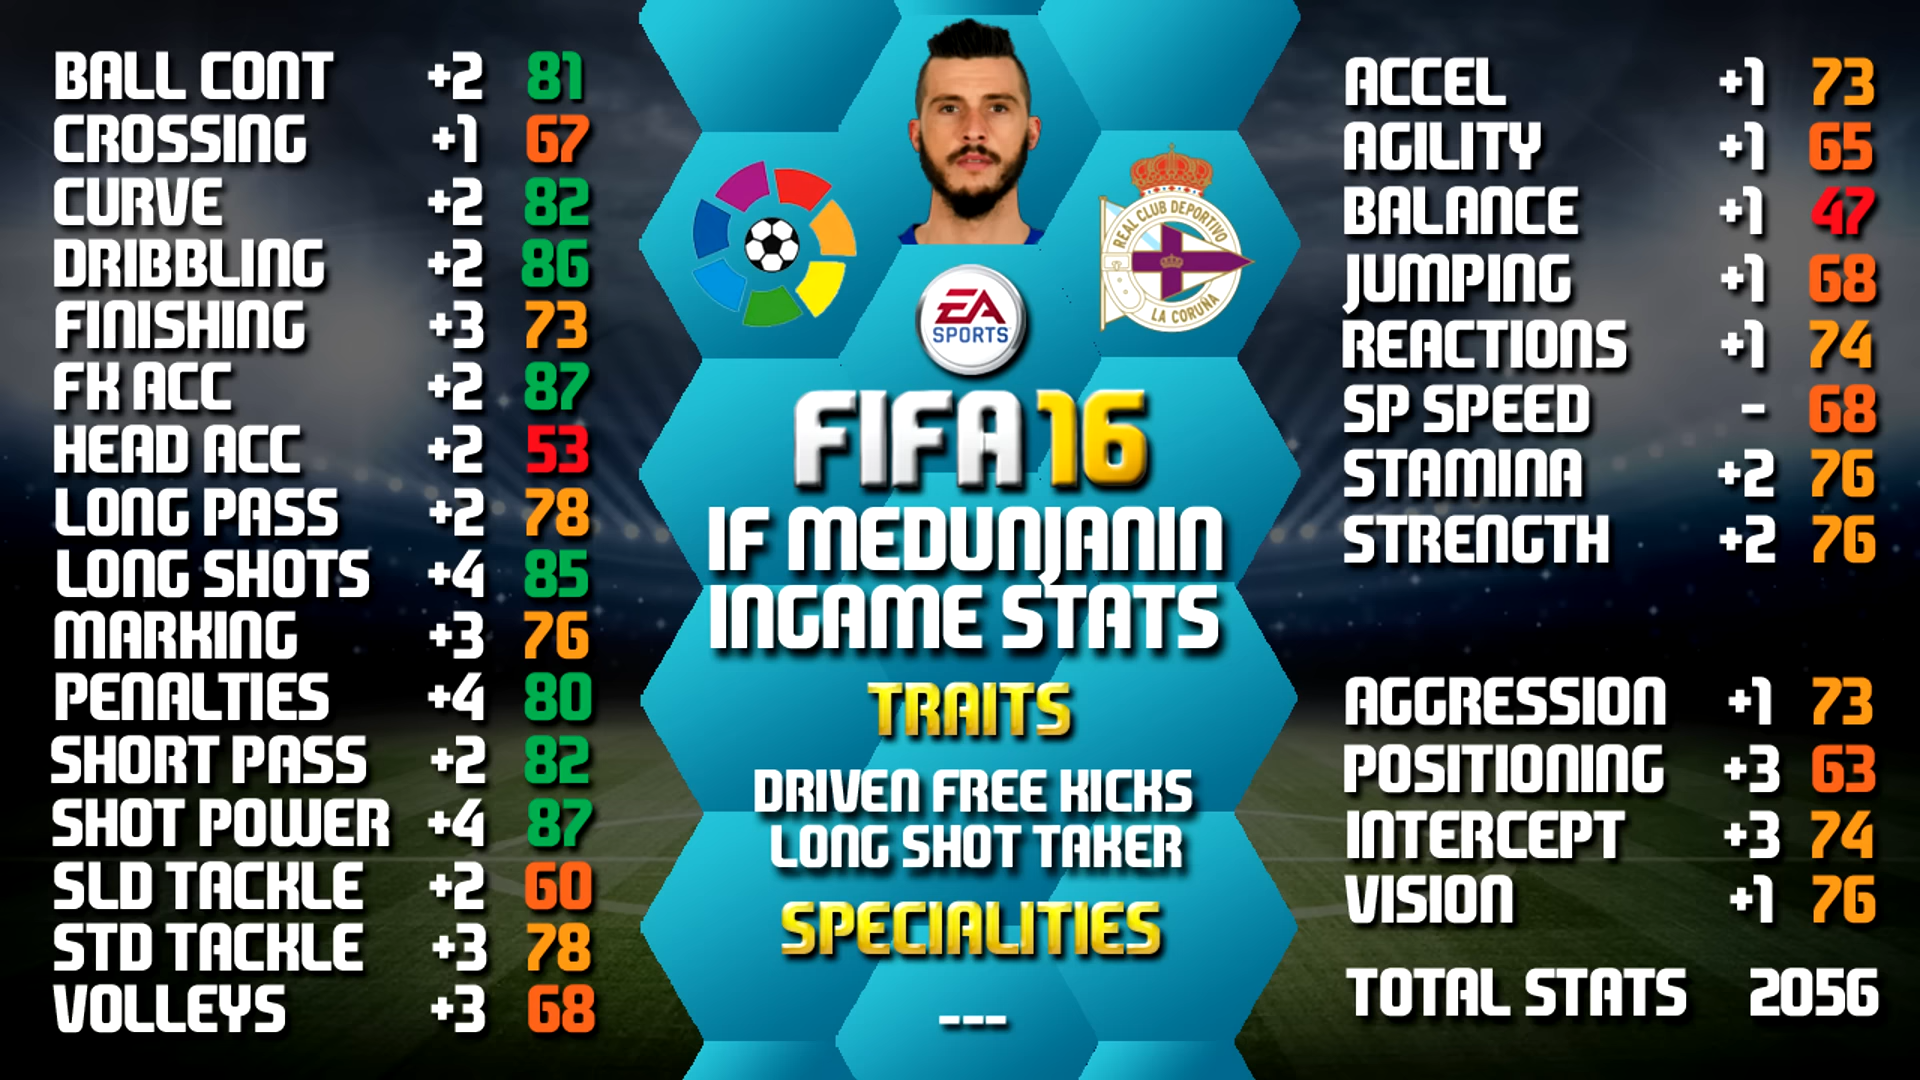 BALL CONT +2 81
CROSSING +1 67
CURVE +2 82
DRIBBLING +2 86
FINISHING +3 73
FK ACC +2 87
HEAD ACC +2 53
LONG PASS +2 78
LONG SHOTS +4 85
MARKING +3 76
PENALTIES +4 80
SHORT PASS +2 82
SHOT POWER +4 87
SLD TACKLE +2 60
STD TACKLE +3 78
VOLLEYS +3 68
REAL CLUB DEPORTIVO
LA CORUÑA
EA
SPORTS
FIFA 16
IF MEDUNJANIN
INGAME STATS
TRAITS
DRIVEN FREE KICKS
LONG SHOT TAKER
SPECIALITIES
---
ACCEL +1 73
AGILITY +1 65
BALANCE +1 47
JUMPING +1 68
REACTIONS +1 74
SP SPEED - 68
STAMINA +2 76
STRENGTH +2 76
AGGRESSION +1 73
POSITIONING +3 63
INTERCEPT +3 74
VISION +1 76
TOTAL STATS 2056